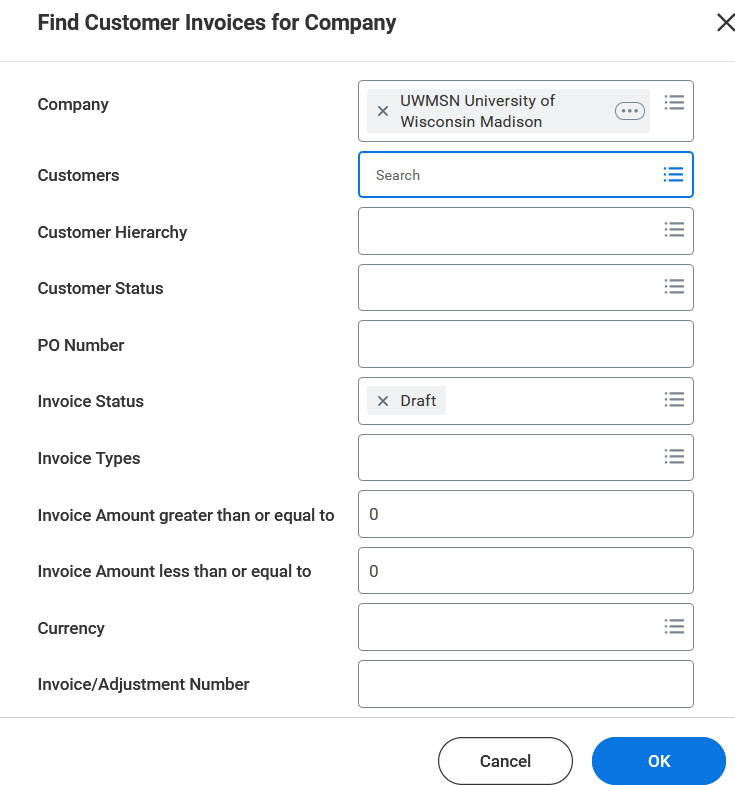 Find Customer Invoices for Company
Company
UWMSN University of
Wisconsin Madison
Customers
Search
Customer Hierarchy
Customer Status
PO Number
Invoice Status
Draft
Invoice Types
Invoice Amount greater than or equal to
0
Invoice Amount less than or equal to
0
Currency
Invoice/Adjustment Number
Cancel
OK